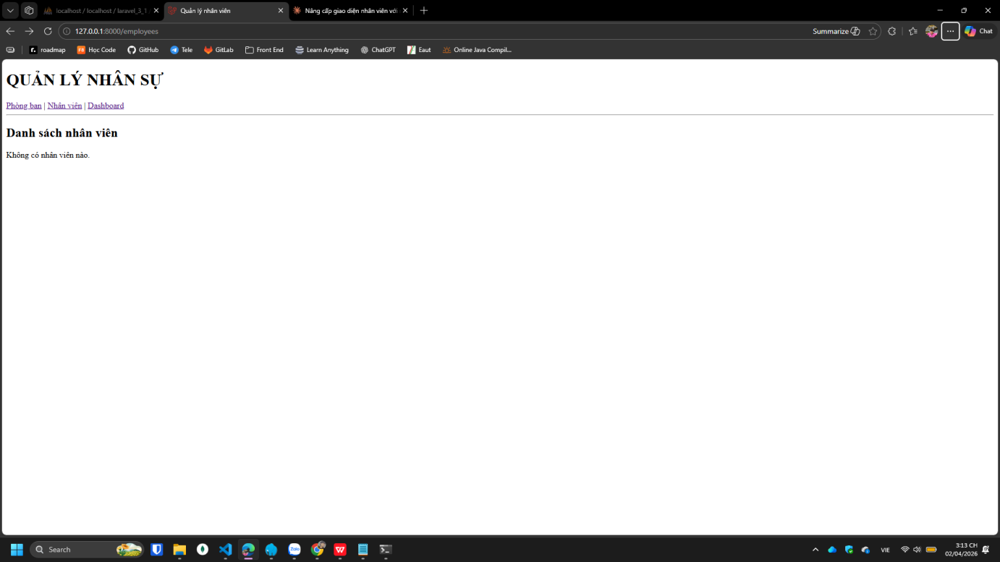 localhost / localhost / laravel_3_1
Quản lý nhân viên
Nâng cấp giao diện nhân viên với
127.0.0.1:8000/employees
Summarize
Chat
roadmap
F8 Học Code
GitHub
Tele
GitLab
Front End
Learn Anything
ChatGPT
Eaut
Online Java Compil...
QUẢN LÝ NHÂN SỰ
Phòng ban | Nhân viên | Dashboard
Danh sách nhân viên
Không có nhân viên nào.
Search
Zalo
VIE
3:13 CH
02/04/2026